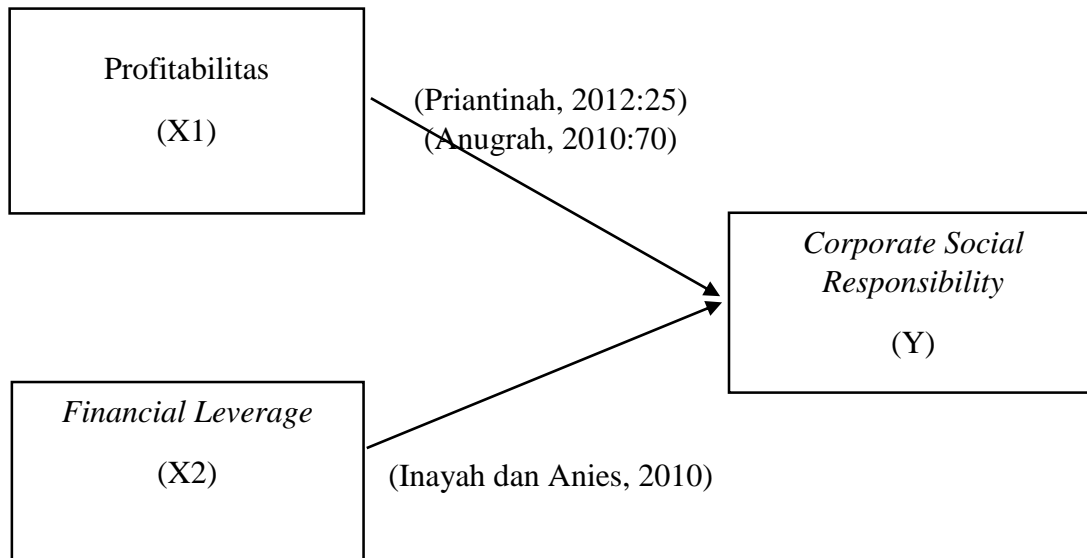 Profitabilitas
(X1)
(Priantinah, 2012:25)
(Anugrah, 2010:70)
Corporate Social
Responsibility
(Y)
Financial Leverage
(X2)
(Inayah dan Anies, 2010)